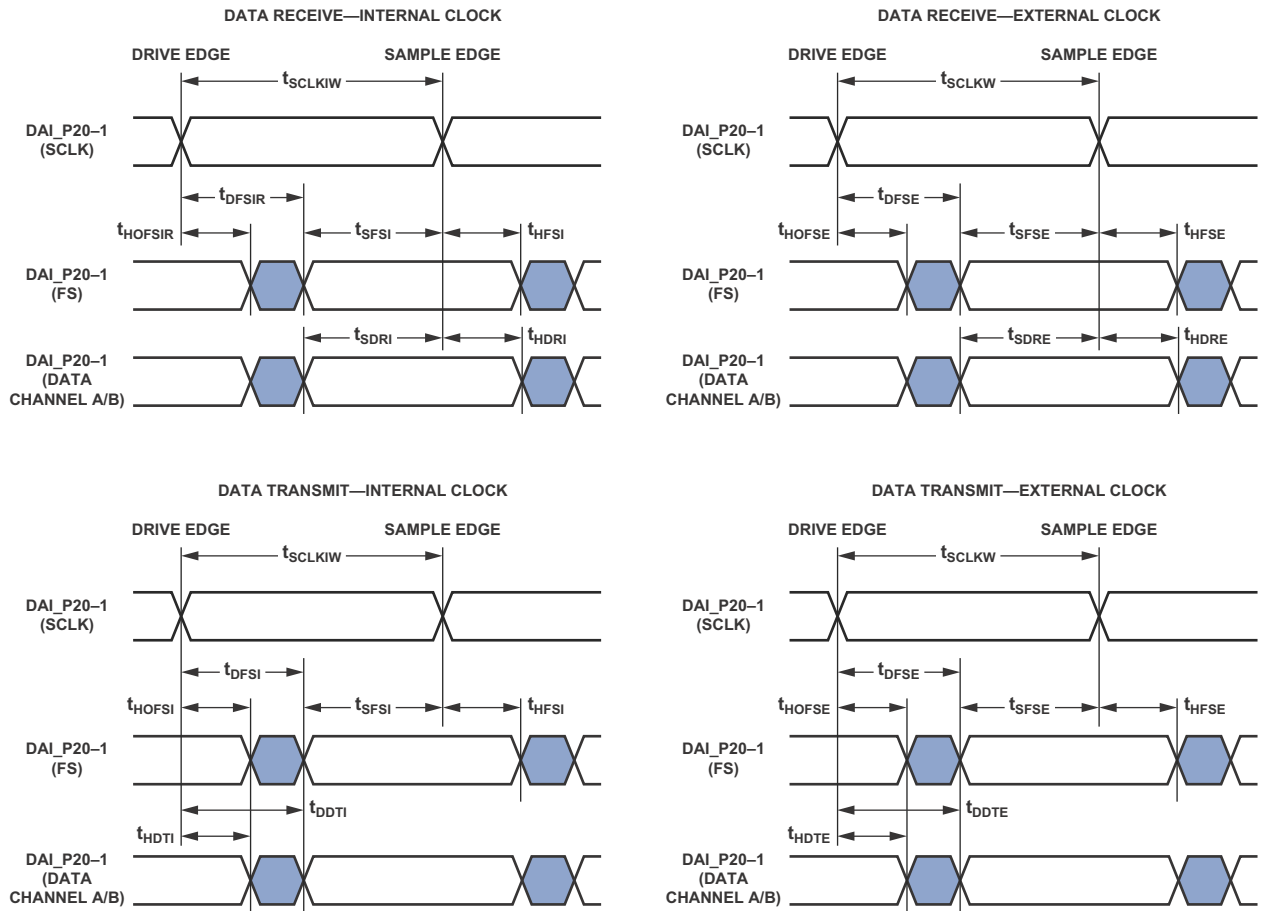 DATA RECEIVE—INTERNAL CLOCK
DRIVE EDGE SAMPLE EDGE
tSCLKIW
DAI_P20–1
(SCLK)
tDFSIR
tHOFSIR tSFSI tHFSI
DAI_P20–1
(FS)
tSDRI tHDRI
DAI_P20–1
(DATA
CHANNEL A/B)
DATA RECEIVE—EXTERNAL CLOCK
DRIVE EDGE SAMPLE EDGE
tSCLKW
DAI_P20–1
(SCLK)
tDFSE
tHOFSE tSFSE tHFSE
DAI_P20–1
(FS)
tSDRE tHDRE
DAI_P20–1
(DATA
CHANNEL A/B)
DATA TRANSMIT—INTERNAL CLOCK
DRIVE EDGE SAMPLE EDGE
tSCLKIW
DAI_P20–1
(SCLK)
tDFSI
tHOFSI tSFSI tHFSI
DAI_P20–1
(FS)
tDDTI
tHDTI
DAI_P20–1
(DATA
CHANNEL A/B)
DATA TRANSMIT—EXTERNAL CLOCK
DRIVE EDGE SAMPLE EDGE
tSCLKW
DAI_P20–1
(SCLK)
tDFSE
tHOFSE tSFSE tHFSE
DAI_P20–1
(FS)
tDDTE
tHDTE
DAI_P20–1
(DATA
CHANNEL A/B)